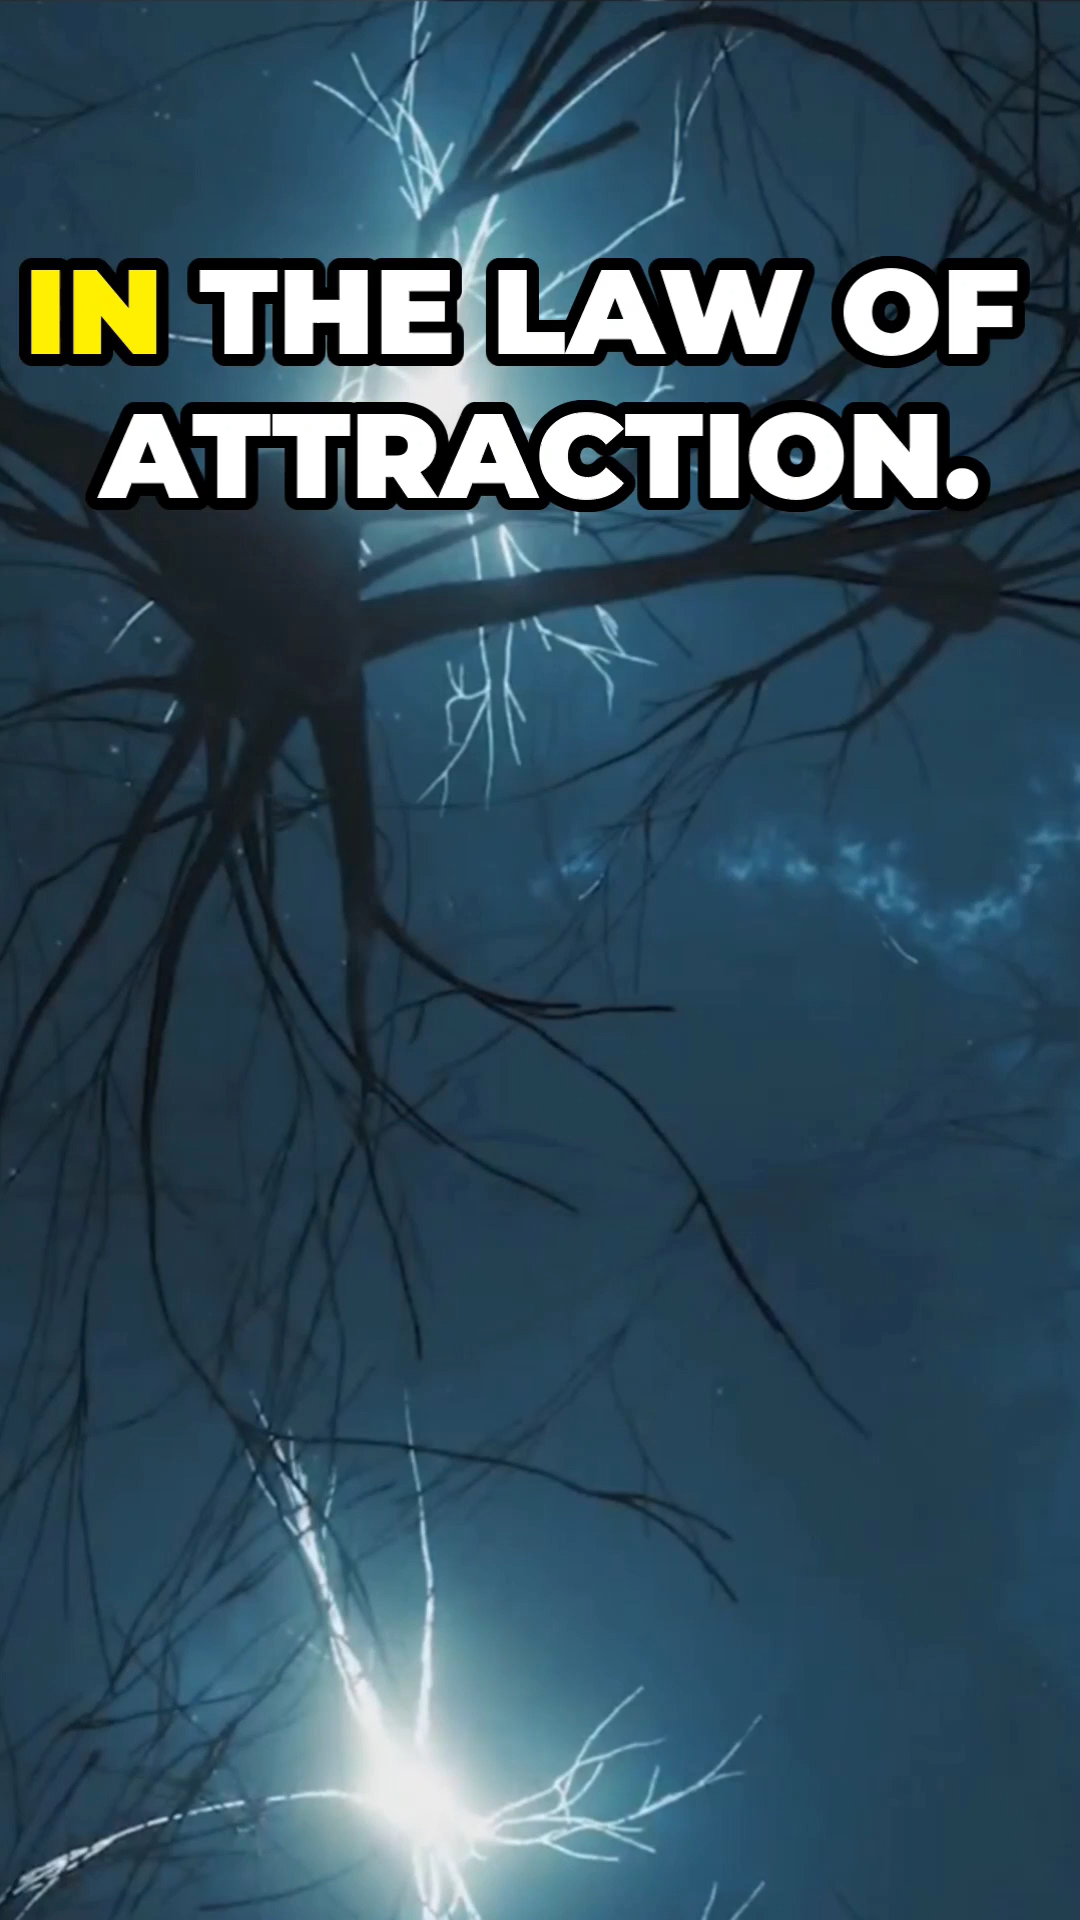 IN THE LAW OF
ATTRACTION.